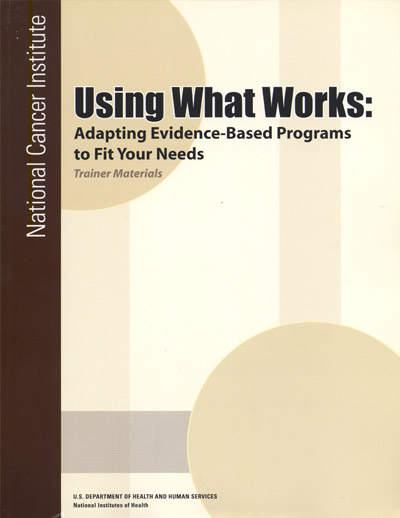 National Cancer Institute
Using What Works:
Adapting Evidence-Based Programs
to Fit Your Needs
Trainer Materials
U.S. DEPARTMENT OF HEALTH AND HUMAN SERVICES
National Institutes of Health